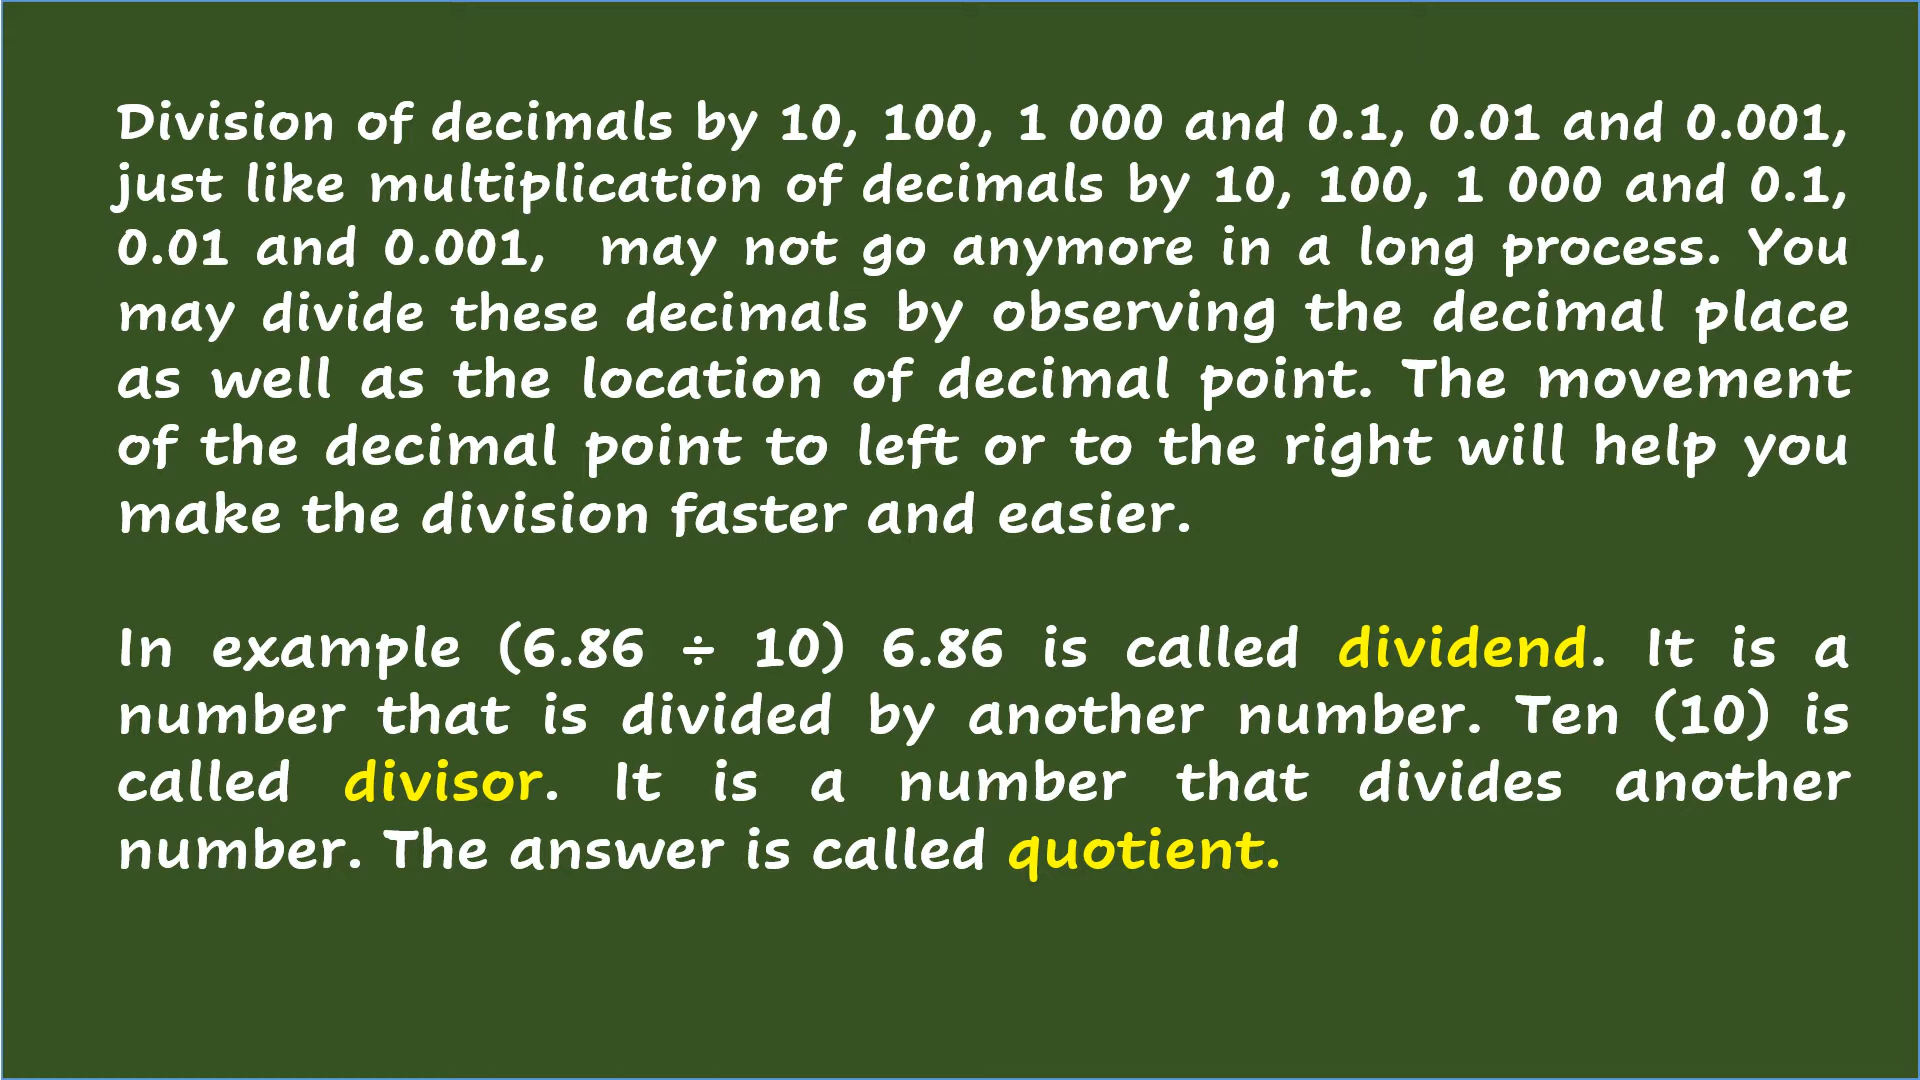 Division of decimals by 10, 100, 1 000 and 0.1, 0.01 and 0.001,
just like multiplication of decimals by 10, 100, 1 000 and 0.1,
0.01 and 0.001, may not go anymore in a long process. You
may divide these decimals by observing the decimal place
as well as the location of decimal point. The movement
of the decimal point to left or to the right will help you
make the division faster and easier.
In example (6.86 ÷ 10) 6.86 is called dividend. It is a
number that is divided by another number. Ten (10) is
called divisor. It is a number that divides another
number. The answer is called quotient.